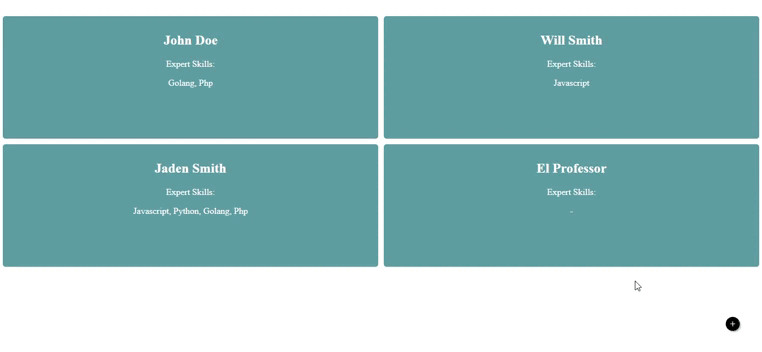 John Doe
Expert Skills:
Golang, Php
Will Smith
Expert Skills:
Javascript
Jaden Smith
Expert Skills:
Javascript, Python, Golang, Php
El Professor
Expert Skills:
-
+